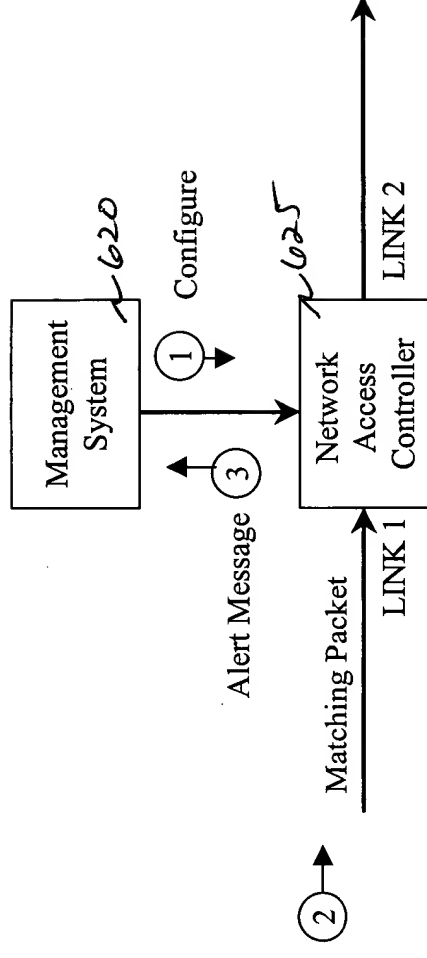 Management
System
620
1
Configure
3
Alert Message
625
Network
Access
Controller
2
Matching Packet
LINK 1
LINK 2